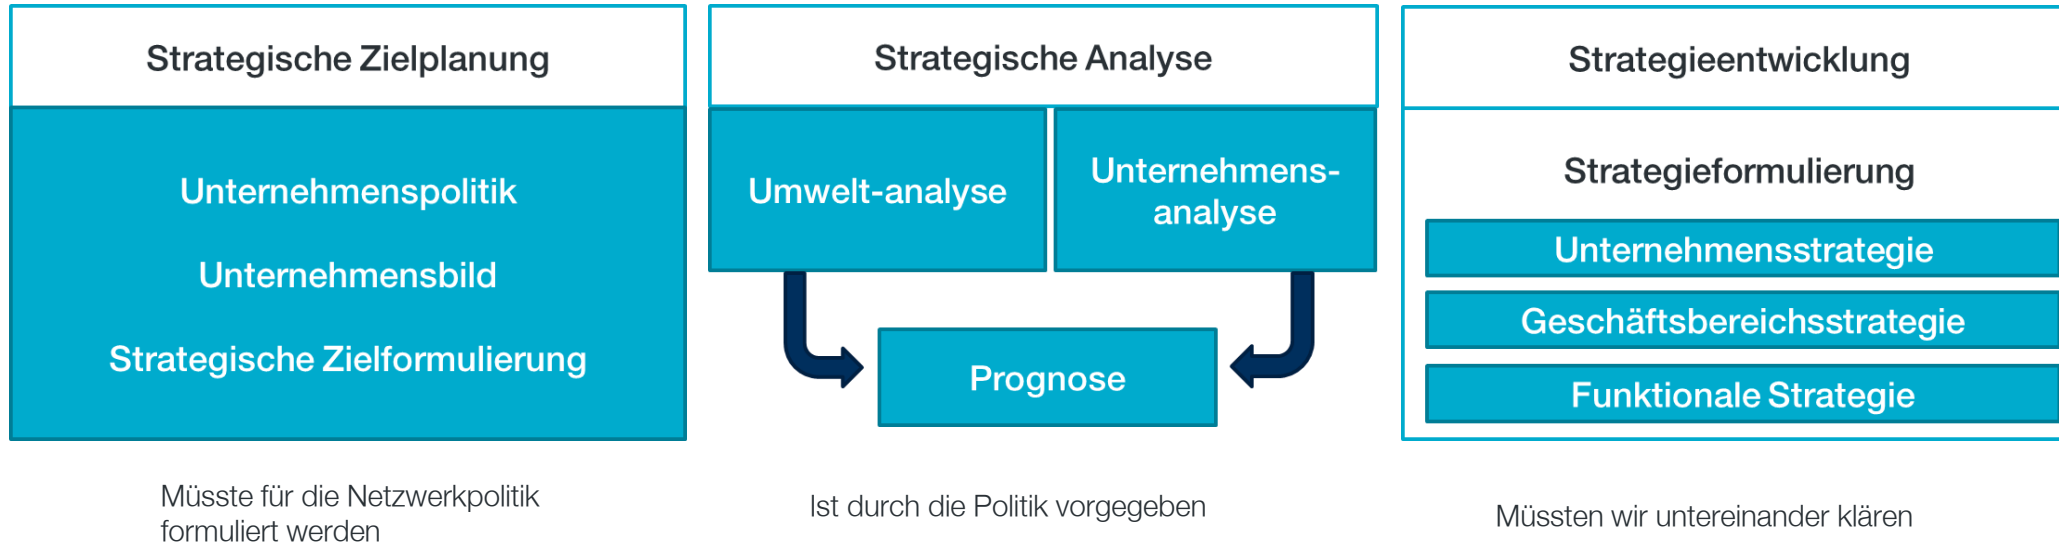 Strategische Zielplanung
Unternehmenspolitik
Unternehmensbild
Strategische Zielformulierung
Müsste für die Netzwerkpolitik
formuliert werden
Strategische Analyse
Umwelt-analyse
Unternehmens-
analyse
Prognose
Ist durch die Politik vorgegeben
Strategieentwicklung
Strategieformulierung
Unternehmensstrategie
Geschäftsbereichsstrategie
Funktionale Strategie
Müssten wir untereinander klären